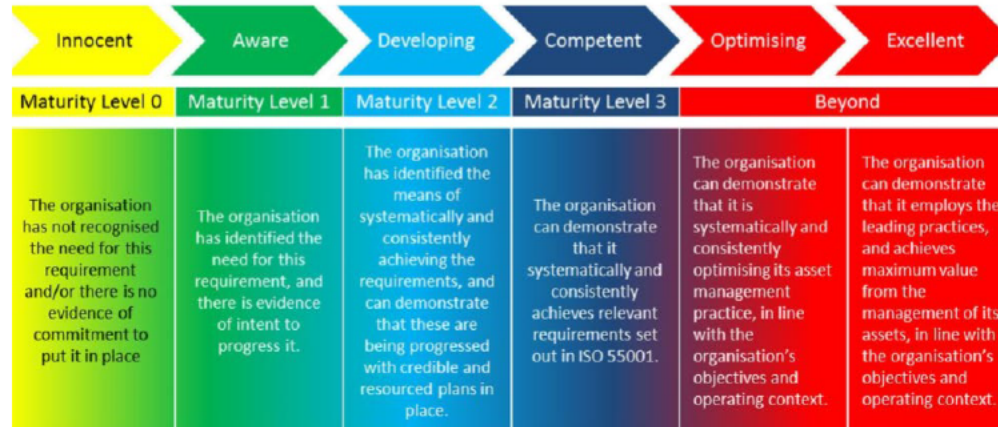 Innocent
Aware
Developing
Competent
Optimising
Excellent
Maturity Level 0
Maturity Level 1
Maturity Level 2
Maturity Level 3
Beyond
The organisation
has not recognised
the need for this
requirement
and/or there is no
evidence of
commitment to
put it in place
The organisation
has identified the
need for this
requirement, and
there is evidence
of intent to
progress it.
The organisation
has identified the
means of
systematically and
consistently
achieving the
requirements, and
can demonstrate
that these are
being progressed
with credible and
resourced plans in
place.
The organisation
can demonstrate
that it
systematically and
consistently
achieves relevant
requirements set
out in ISO 55001.
The organisation
can demonstrate
that it is
systematically and
consistently
optimising its asset
management
practice, in line
with the
organisation's
objectives and
operating context.
The organisation
can demonstrate
that it employs the
leading practices,
and achieves
maximum value
from the
management of its
assets, in line with
the organisation's
objectives and
operating context.